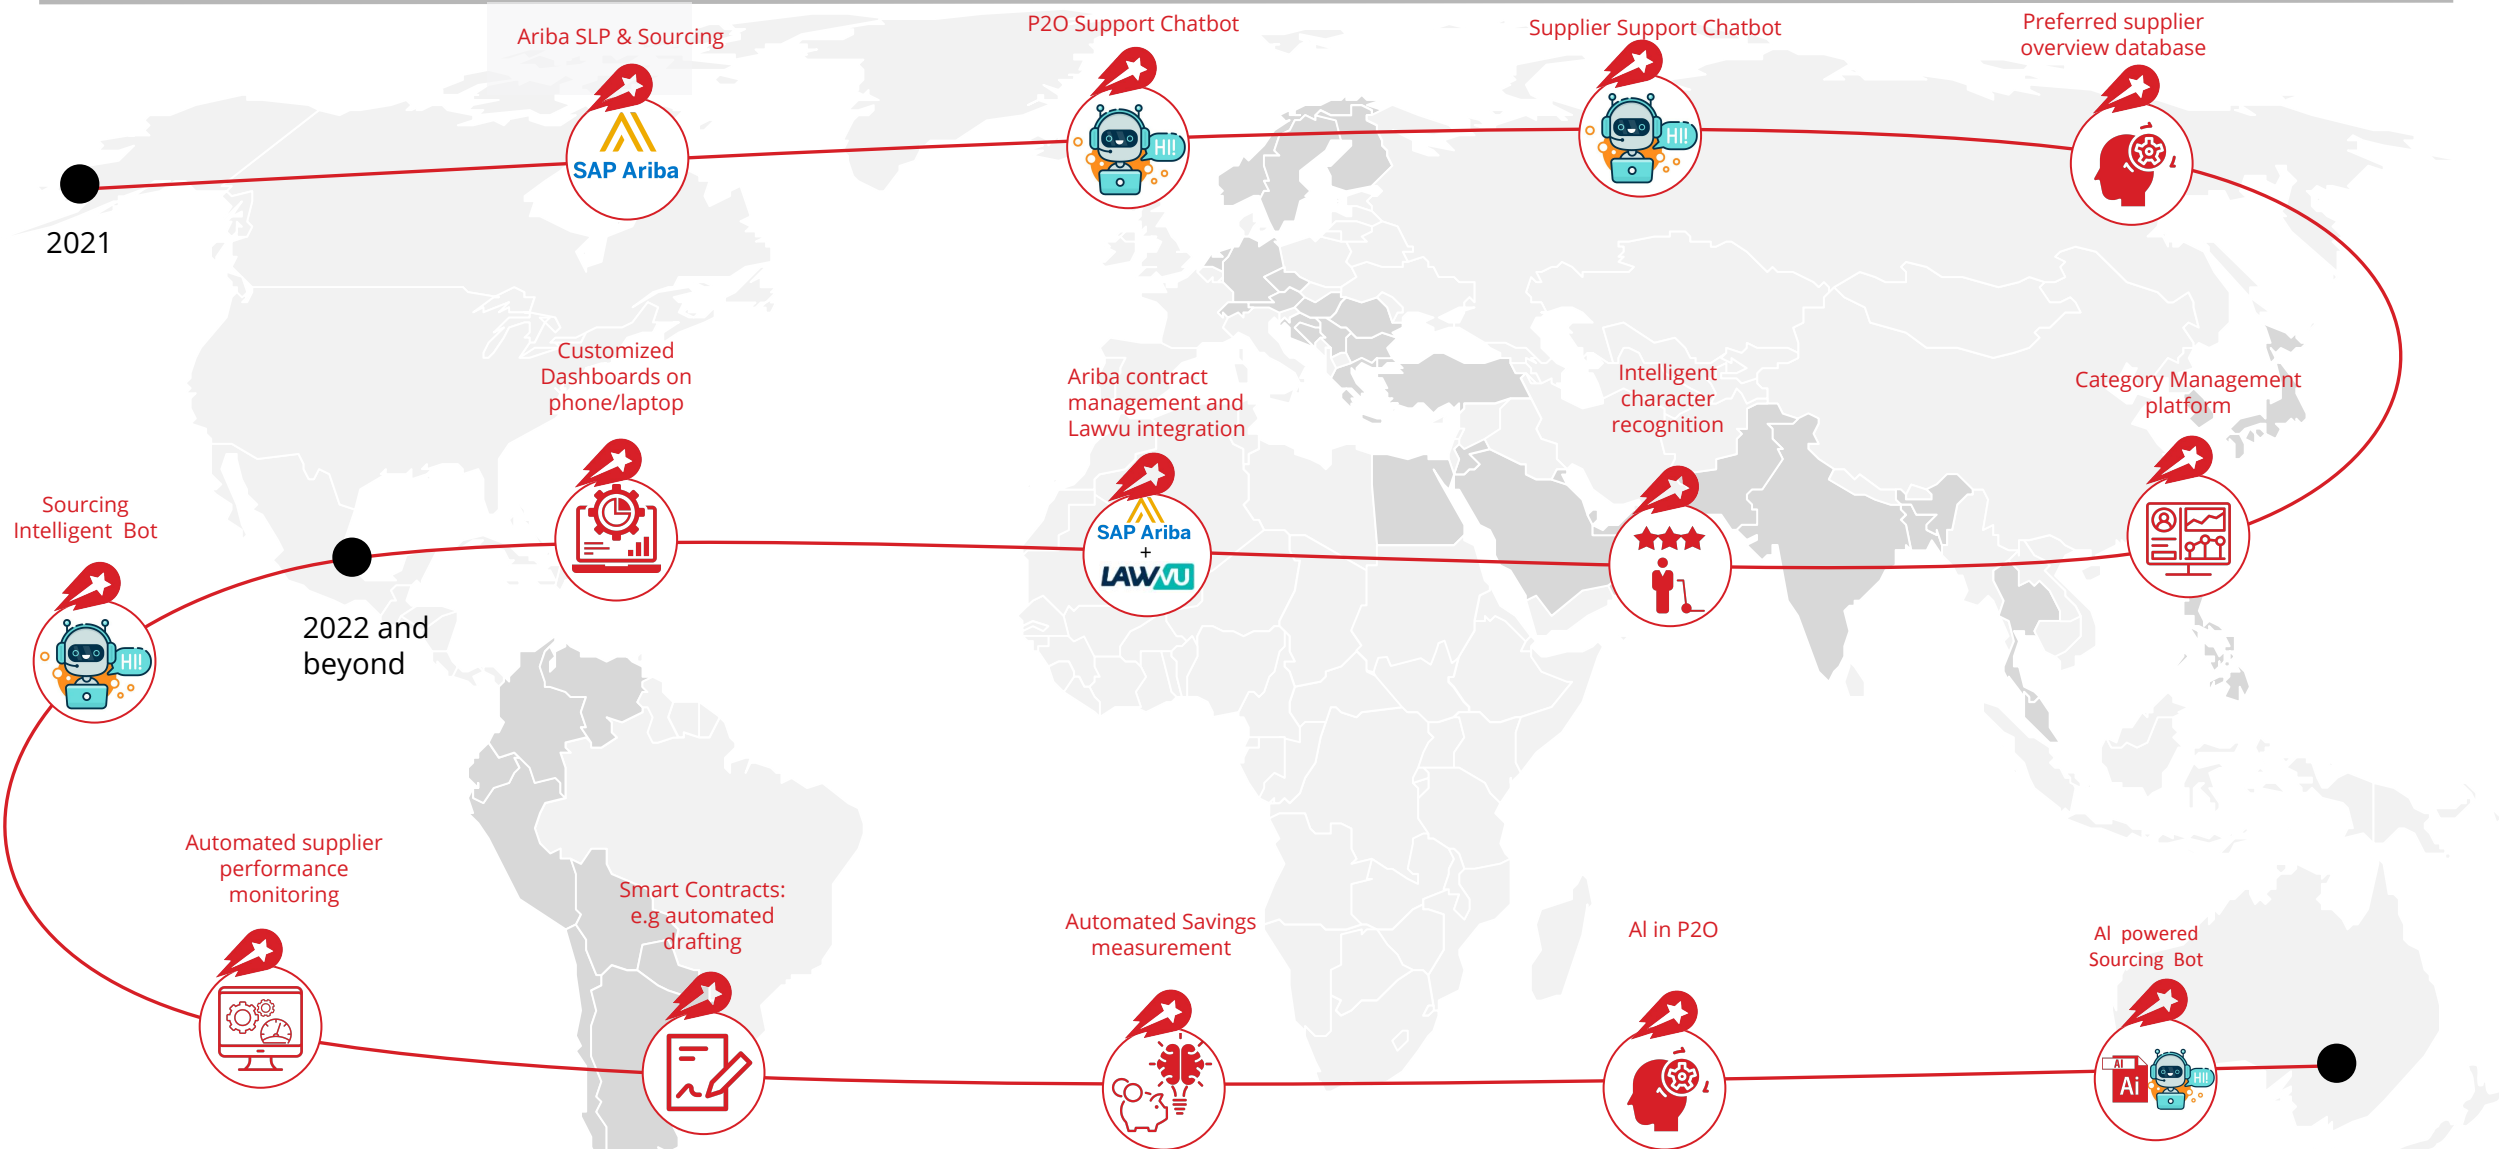 Ariba SLP & Sourcing
P2O Support Chatbot
Supplier Support Chatbot
Preferred supplier
overview database
HI!
HI!
SAP Ariba
2021
Customized
Dashboards on
phone/laptop
Ariba contract
management and
Lawvu integration
Intelligent
character
recognition
Category Management
platform
Sourcing
Intelligent Bot
SAP Ariba
+
LAWVU
HI!
2022 and
beyond
Automated supplier
performance
monitoring
Smart Contracts:
e.g automated
drafting
Automated Savings
measurement
AI in P2O
AI powered
Sourcing Bot
AI
Ai
HI!